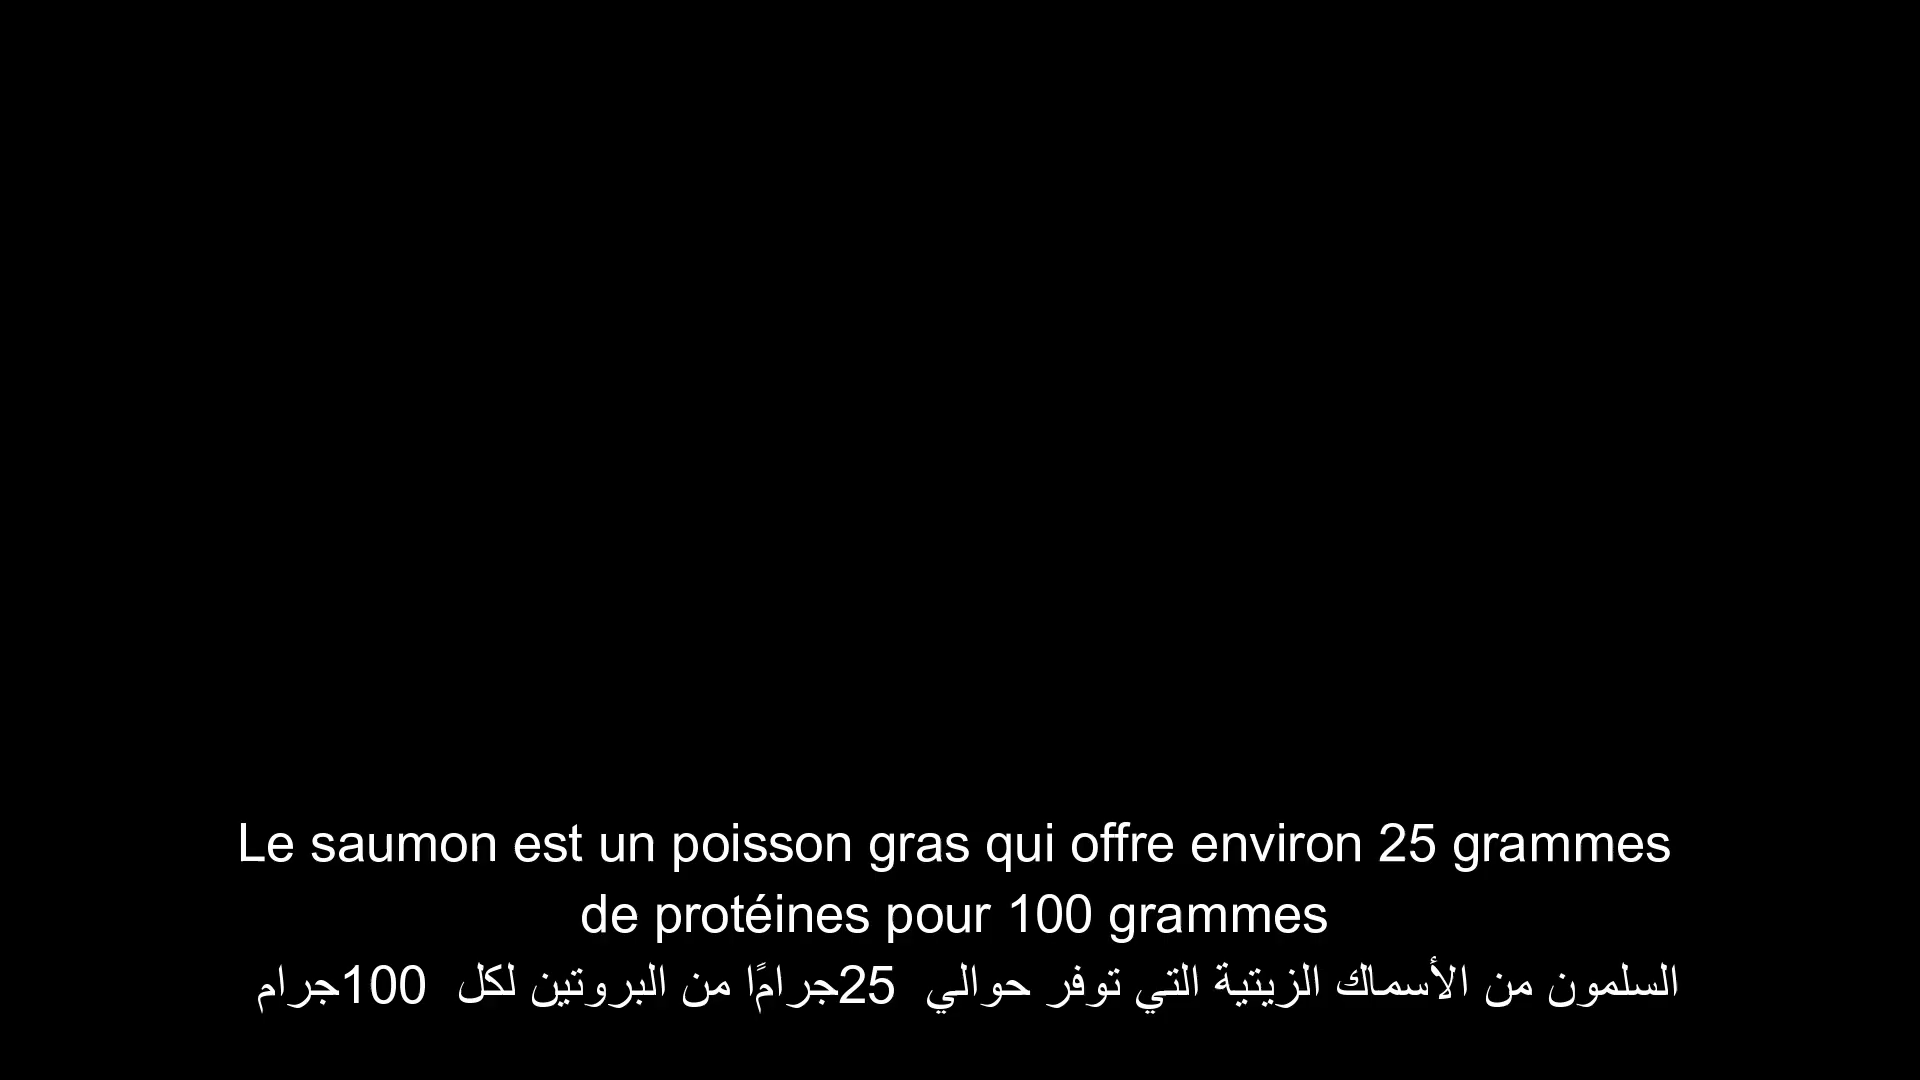 Le saumon est un poisson gras qui offre environ 25 grammes
de protéines pour 100 grammes
السلمون من الأسماك الزيتية التي توفر حوالي 25جرامًا من البروتين لكل 100جرام